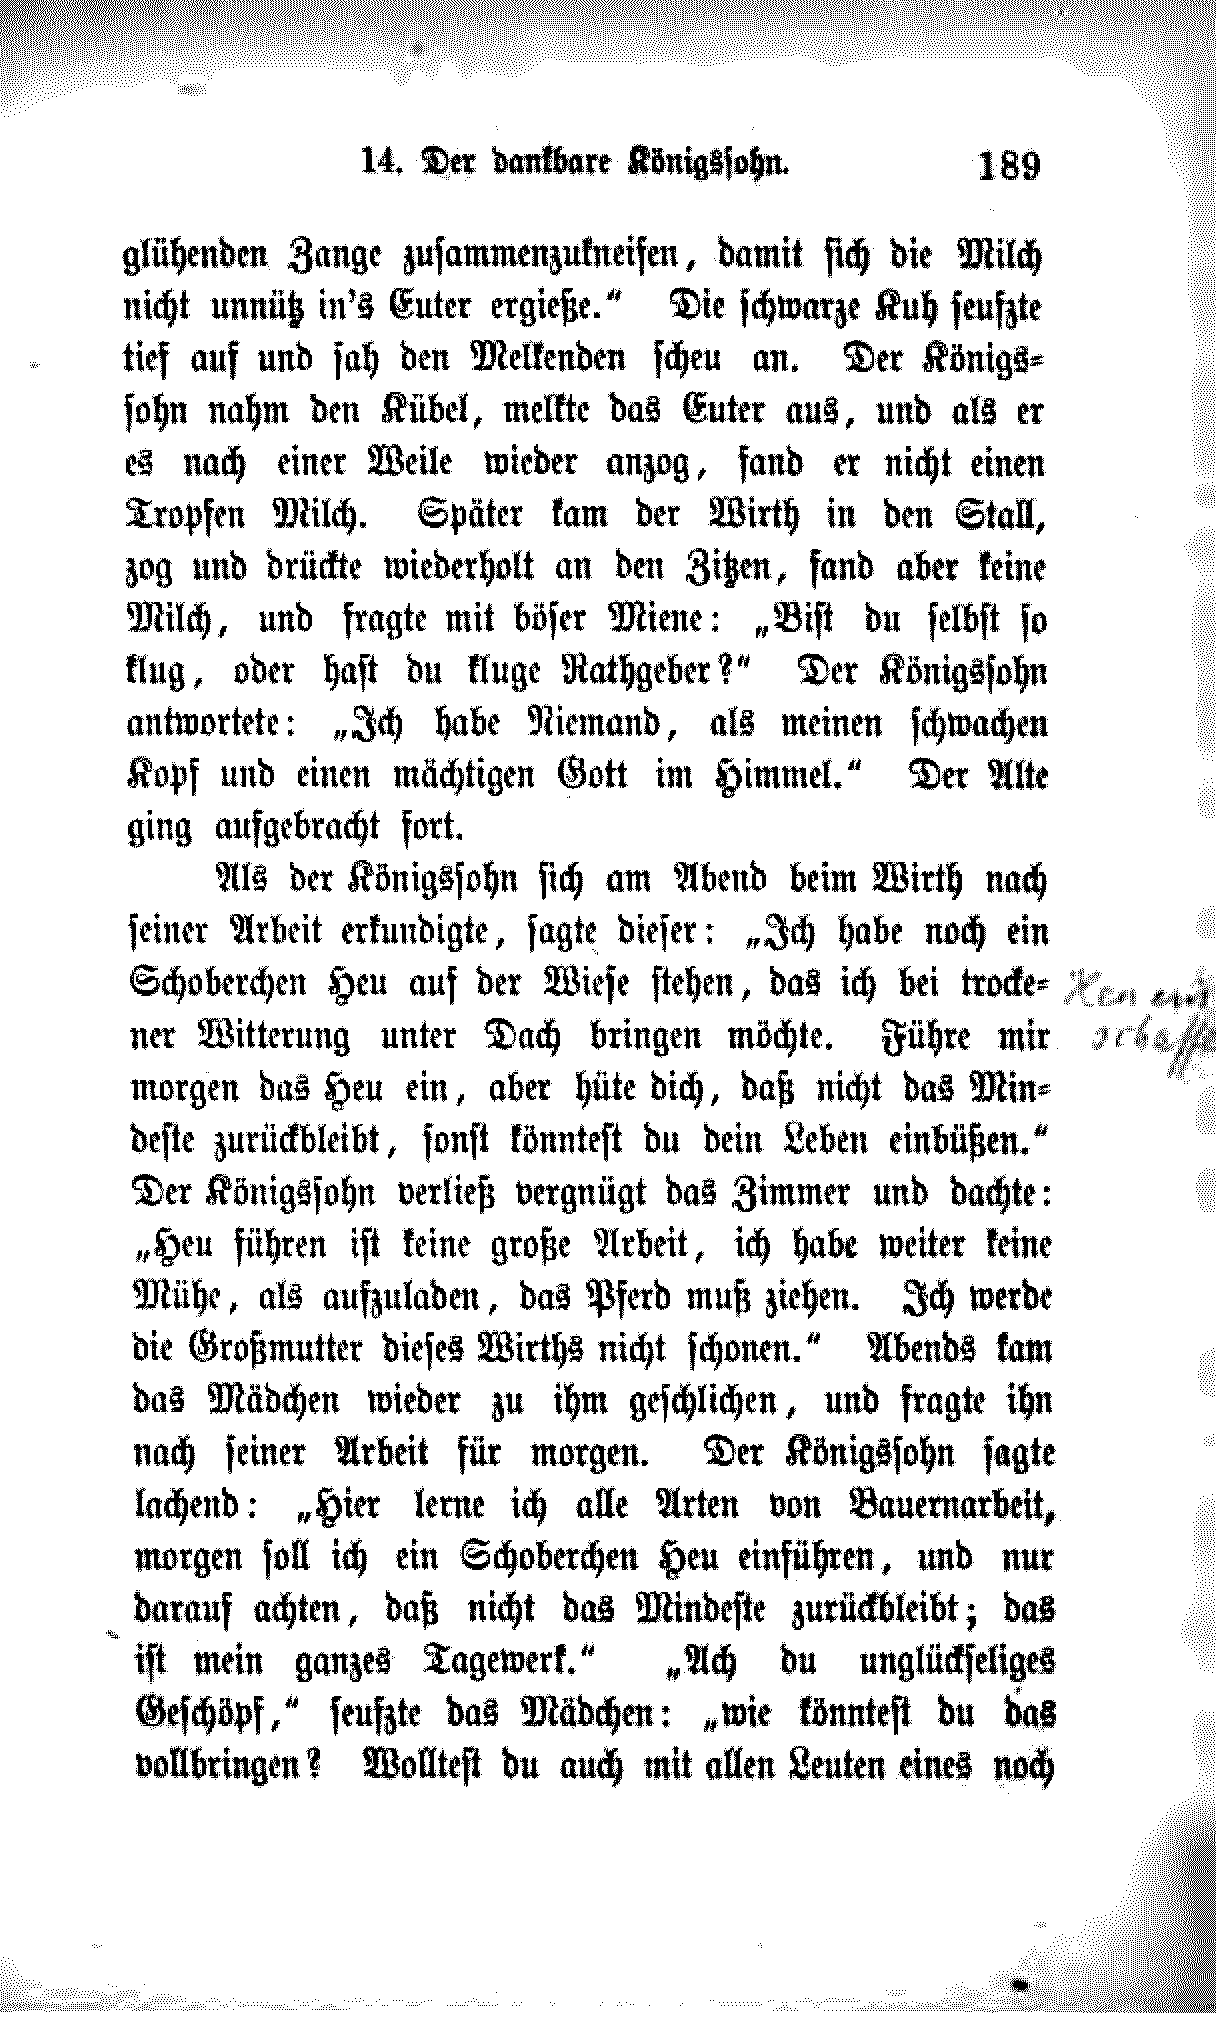 14. Der dankbare Königssohn. 189
glühenden Zange zusammenzukneifen, damit sich die Milch
nicht unnütz in's Euter ergieße.“ Die schwarze Kuh seufzte
tief auf und sah den Melkenden scheu an. Der Königs-
sohn nahm den Kübel, melkte das Euter aus, und als er
es nach einer Weile wieder anzog, fand er nicht einen
Tropfen Milch. Später kam der Wirth in den Stall,
zog und drückte wiederholt an den Zitzen, fand aber keine
Milch, und fragte mit böser Miene: „Bist du selbst so
klug, oder hast du kluge Rathgeber?“ Der Königssohn
antwortete: „Ich habe Niemand, als meinen schwachen
Kopf und einen mächtigen Gott im Himmel.“ Der Alte
ging aufgebracht fort.
Als der Königssohn sich am Abend beim Wirth nach
seiner Arbeit erkundigte, sagte dieser: „Ich habe noch ein
Schoberchen Heu auf der Wiese stehen, das ich bei trocke-
ner Witterung unter Dach bringen möchte. Führe mir
morgen das Heu ein, aber hüte dich, daß nicht das Min-
deste zurückbleibt, sonst könntest du dein Leben einbüßen.“
Der Königssohn verließ vergnügt das Zimmer und dachte:
„Heu führen ist keine große Arbeit, ich habe weiter keine
Mühe, als aufzuladen, das Pferd muß ziehen. Ich werde
die Großmutter dieses Wirths nicht schonen.“ Abends kam
das Mädchen wieder zu ihm geschlichen, und fragte ihn
nach seiner Arbeit für morgen. Der Königssohn sagte
lachend: „Hier lerne ich alle Arten von Bauernarbeit,
morgen soll ich ein Schoberchen Heu einführen, und nur
darauf achten, daß nicht das Mindeste zurückbleibt; das
ist mein ganzes Tagewerk.“ „Ach du unglückseliges
Geschöpf,“ seufzte das Mädchen: „wie könntest du das
vollbringen? Wolltest du auch mit allen Leuten eines noch